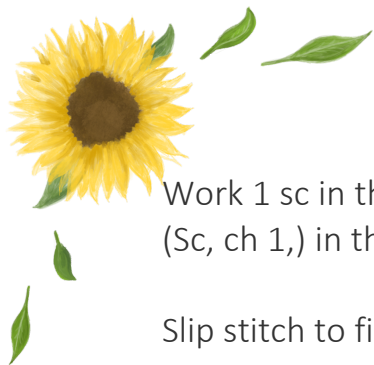 Work 1 sc in th
(Sc, ch 1,) in th
Slip stitch to fi